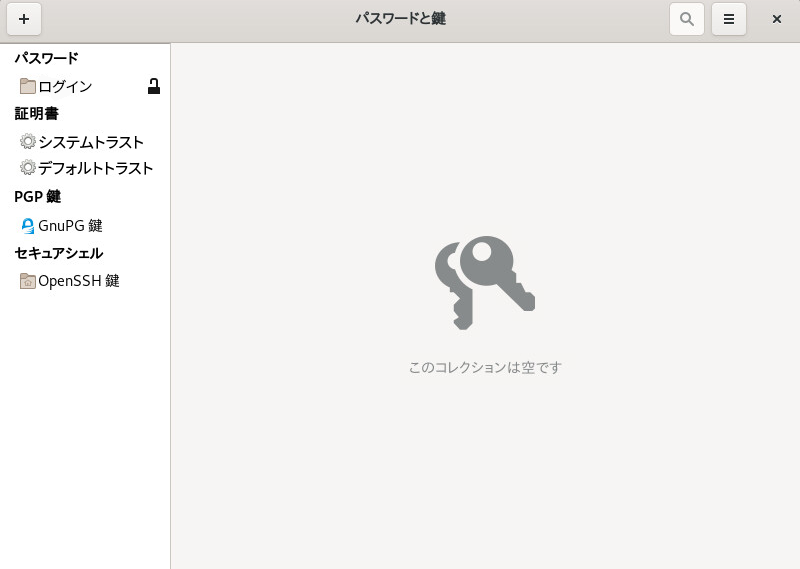 パスワードと鍵
パスワード
ログイン
証明書
システムトラスト
デフォルトトラスト
PGP 鍵
GnuPG 鍵
セキュアシェル
OpenSSH 鍵
このコレクションは空です